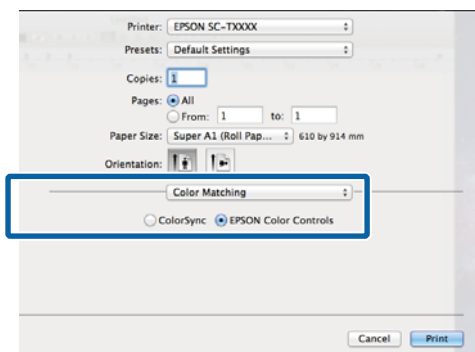 Printer: EPSON SC-TXXXX
Presets: Default Settings
Copies: 1
Pages: All
From: 1 to: 1
Paper Size: Super A1 (Roll Pap... 610 by 914 mm
Orientation:
Color Matching
ColorSync EPSON Color Controls
Cancel Print